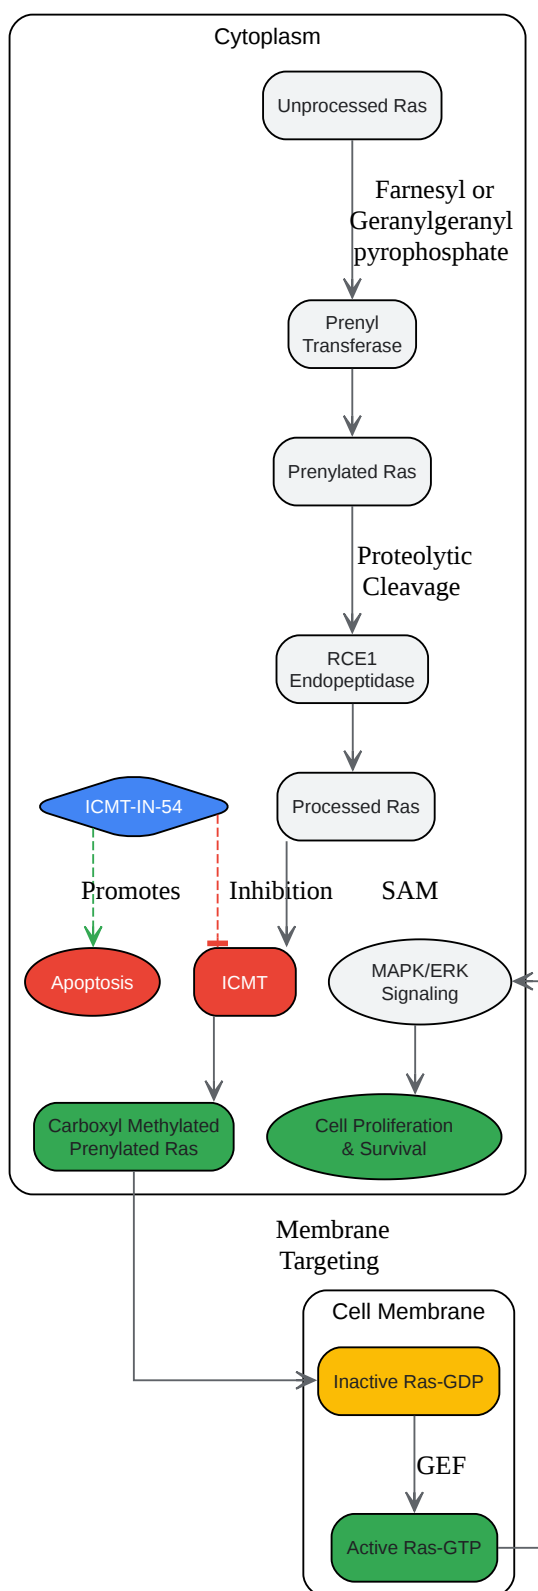 Cytoplasm
Unprocessed Ras
Farnesyl or
Geranylgeranyl
pyrophosphate
Prenyl
Transferase
Prenylated Ras
Proteolytic
Cleavage
RCE1
Endopeptidase
ICMT-IN-54
Processed Ras
Promotes
Inhibition
SAM
Apoptosis
ICMT
MAPK/ERK
Signaling
Carboxyl Methylated
Prenylated Ras
Cell Proliferation
& Survival
Membrane
Targeting
Cell Membrane
Inactive Ras-GDP
GEF
Active Ras-GTP